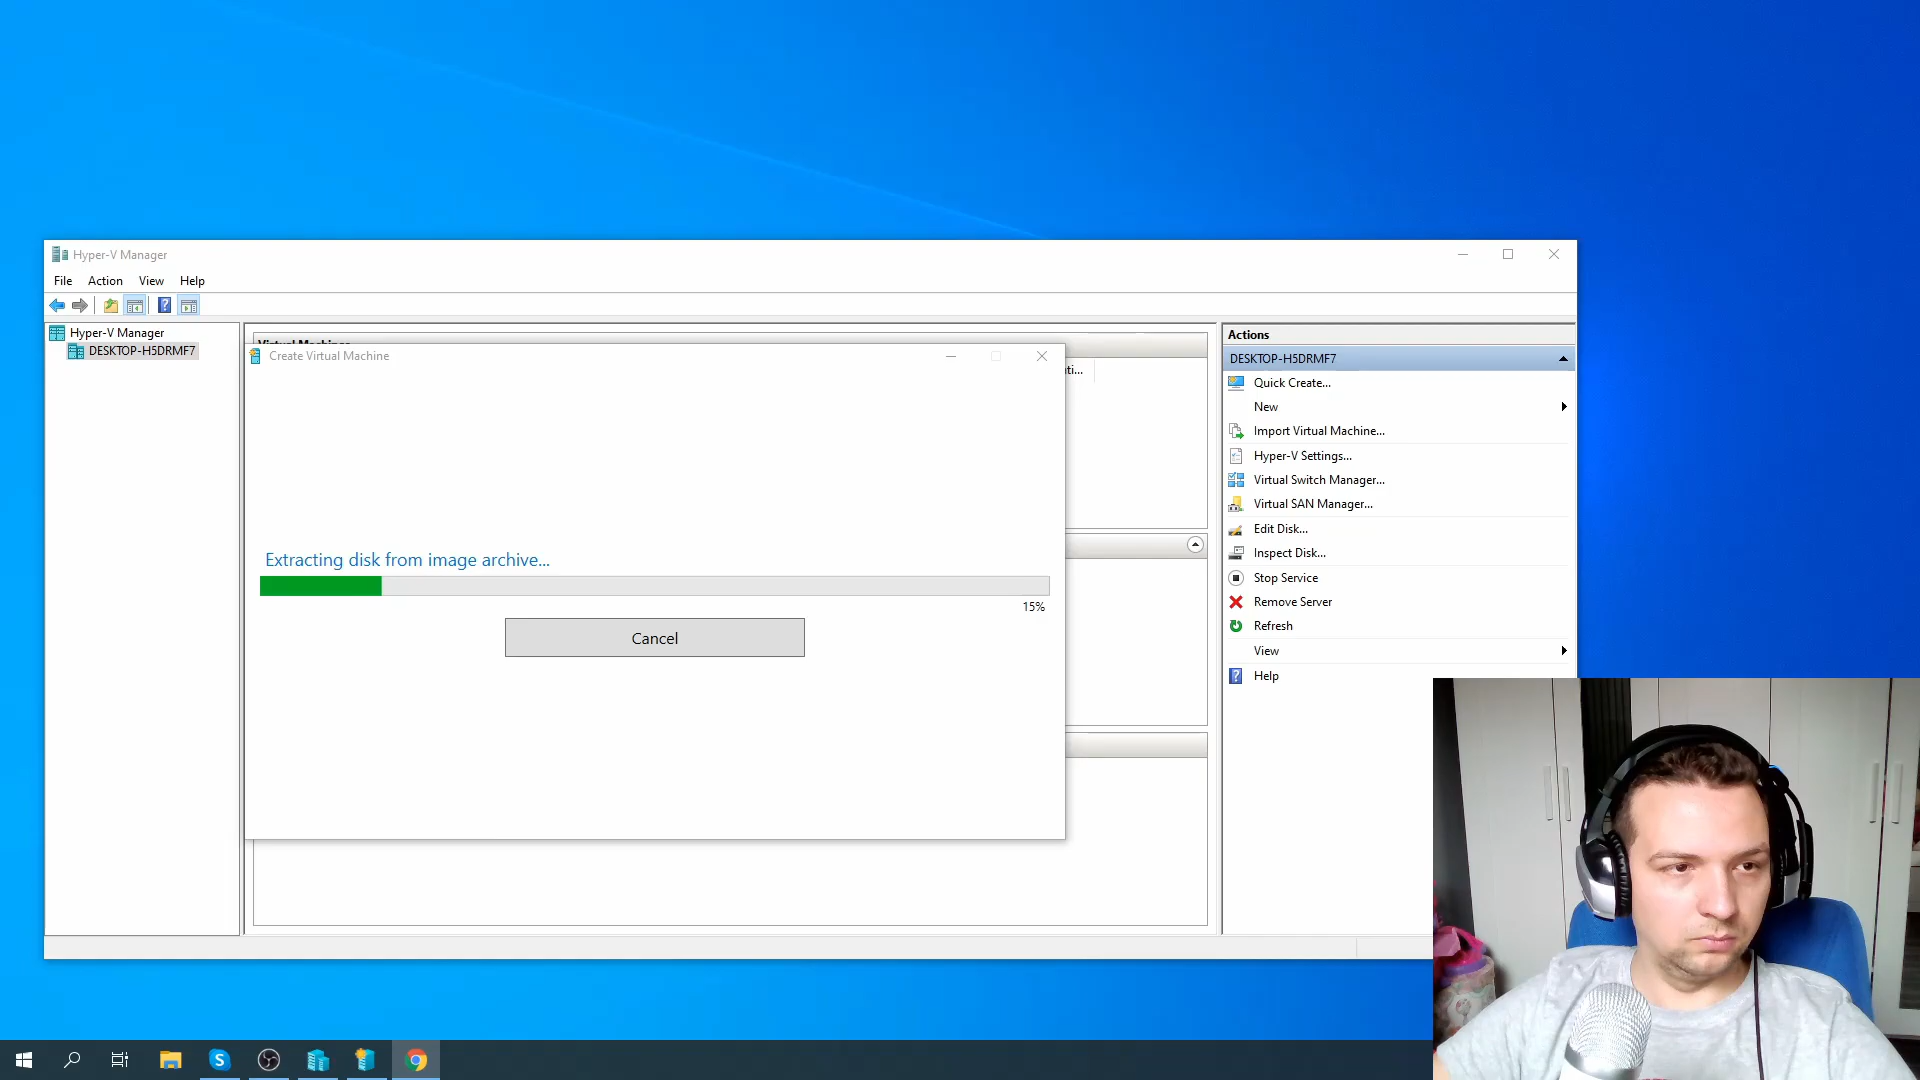 Hyper-V Manager
File Action View Help
Hyper-V Manager
DESKTOP-H5DRMF7
Create Virtual Machine
Extracting disk from image archive...
15%
Cancel
Actions
DESKTOP-H5DRMF7
Quick Create...
New
Import Virtual Machine...
Hyper-V Settings...
Virtual Switch Manager...
Virtual SAN Manager...
Edit Disk...
Inspect Disk...
Stop Service
Remove Server
Refresh
View
Help